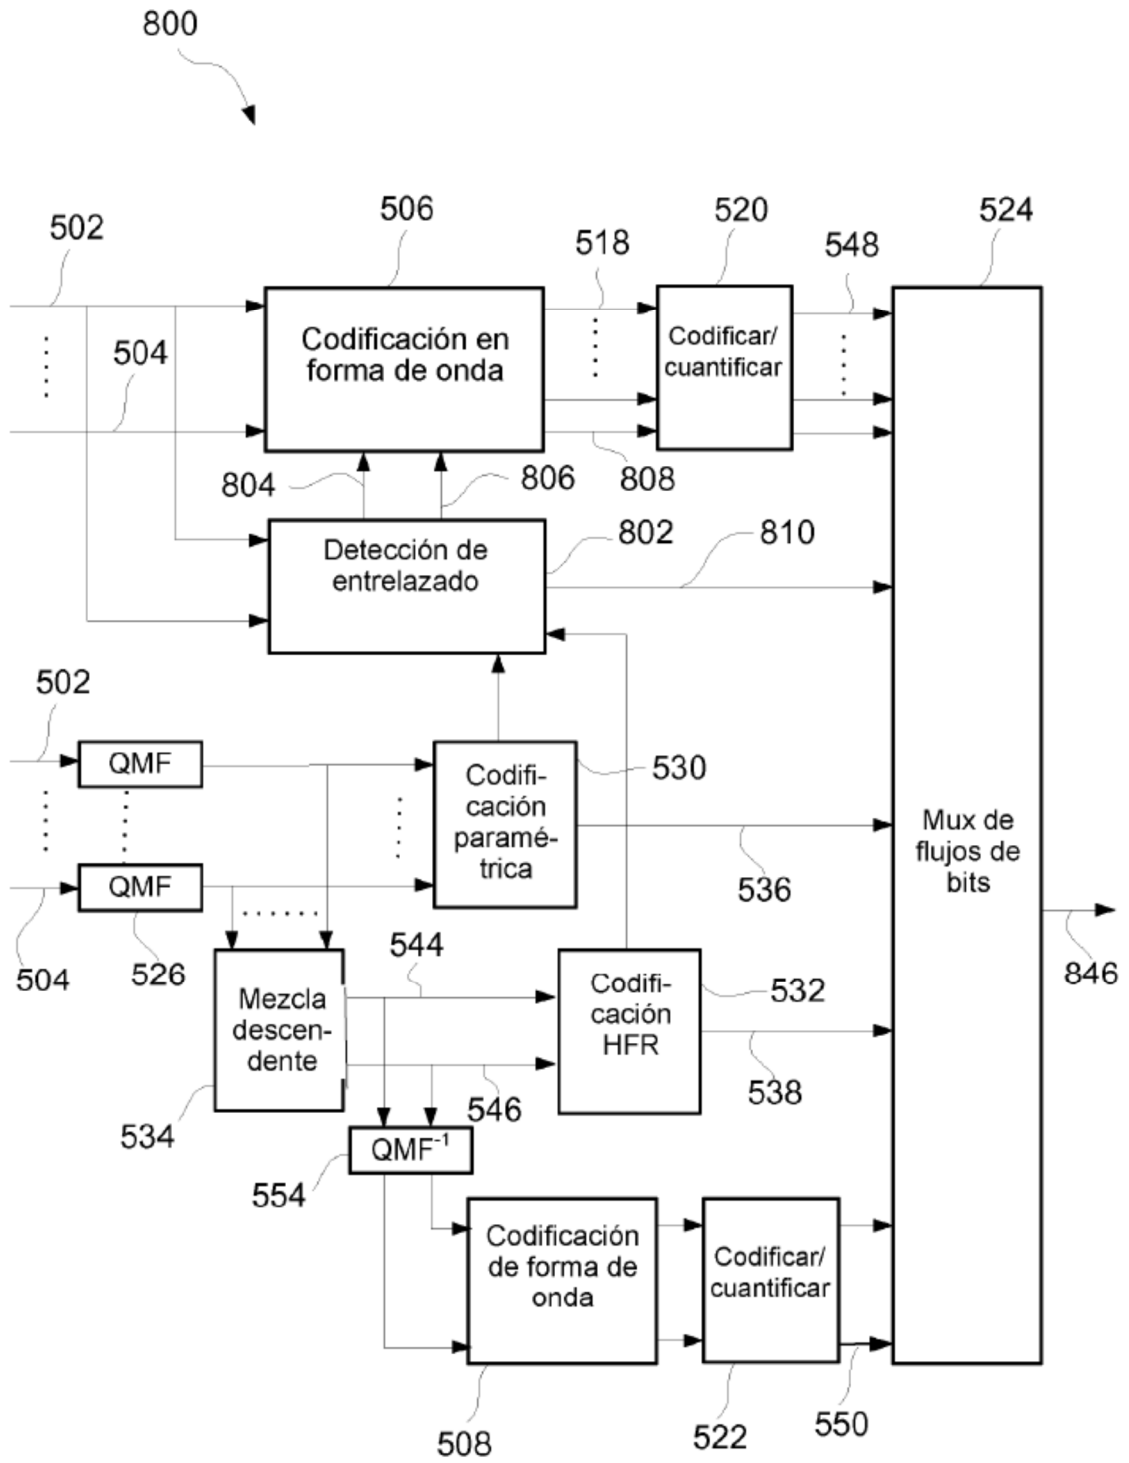 800
502
506
518
520
548
524
504
Codificación en
forma de onda
Codificar/
cuantificar
804
806
808
802
810
Detección de
entrelazado
502
QMF
QMF
504
526
Codifi-
cación
paramé-
trica
530
536
Mux de
flujos de
bits
846
Mezcla
descen-
dente
534
544
546
Codifi-
cación
HFR
532
538
QMF-1
554
Codificación
de forma de
onda
508
Codificar/
cuantificar
522
550